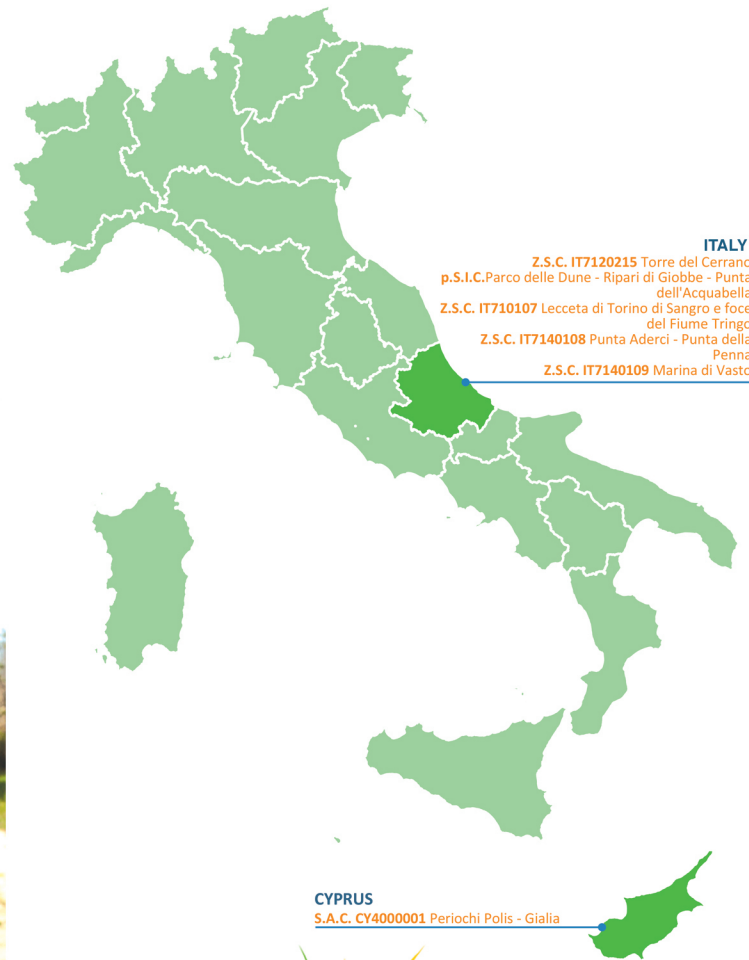 ITALY
Z.S.C. IT7120215 Torre del Cerrano
p.S.I.C.Parco delle Dune - Ripari di Giobbe - Punta
dell'Acquabella
Z.S.C. IT710107 Lecceta di Torino di Sangro e foce
del Fiume Tringo
Z.S.C. IT7140108 Punta Aderci - Punta della
Penna
Z.S.C. IT7140109 Marina di Vasto
CYPRUS
S.A.C. CY4000001 Periochi Polis - Gialia